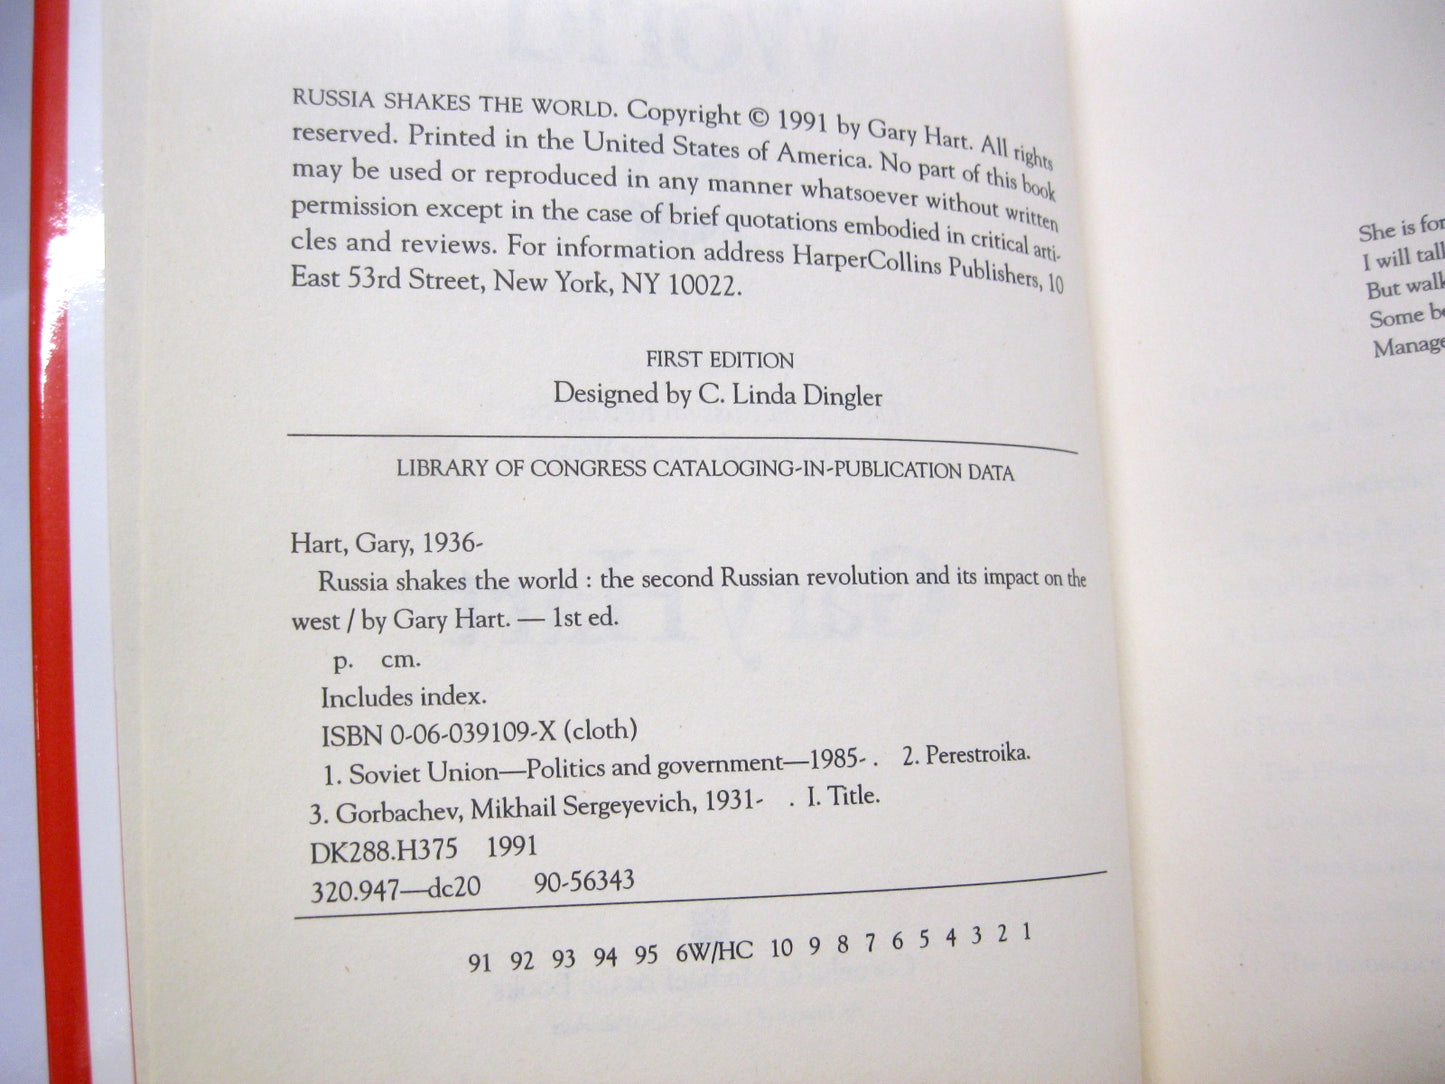 RUSSIA SHAKES THE WORLD. Copyright © 1991 by Gary Hart. All rights
reserved. Printed in the United States of America. No part of this book
may be used or reproduced in any manner whatsoever without written
permission except in the case of brief quotations embodied in critical arti-
cles and reviews. For information address HarperCollins Publishers, 10
East 53rd Street, New York, NY 10022.
FIRST EDITION
Designed by C. Linda Dingler
LIBRARY OF CONGRESS CATALOGING-IN-PUBLICATION DATA
Hart, Gary, 1936-
Russia shakes the world : the second Russian revolution and its impact on the
west / by Gary Hart. — 1st ed.
p. cm.
Includes index.
ISBN 0-06-039109-X (cloth)
1. Soviet Union—Politics and government—1985- . 2. Perestroika.
3. Gorbachev, Mikhail Sergeyevich, 1931- . I. Title.
DK288.H375 1991
320.947—dc20 90-56343
91 92 93 94 95 6W/HC 10 9 8 7 6 5 4 3 2 1
She is for
I will tal
But walk
Some b
Manage